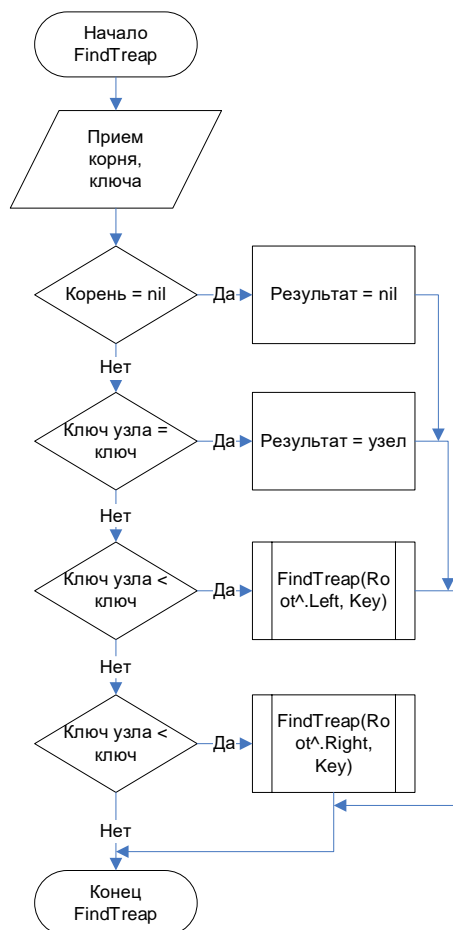 Начало
FindTreap
Прием
корня,
ключа
Корень = nil
Да
Результат = nil
Нет
Ключ узла =
ключ
Да
Результат = узел
Нет
Ключ узла <
ключ
Да
FindTreap(Ro
ot^.Left, Key)
Нет
Ключ узла <
ключ
Да
FindTreap(Ro
ot^.Right,
Key)
Нет
Конец
FindTreap